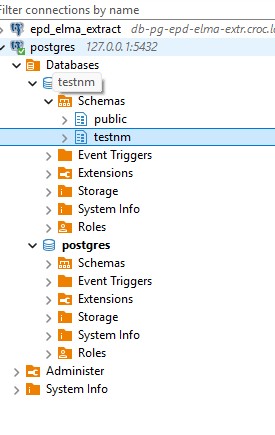 Filter connections by name
epd_elma_extract db-pg-epd-elma-extr.croc.l
postgres 127.0.0.1:5432
Databases
testnm
Schemas
public
testnm
Event Triggers
Extensions
Storage
System Info
Roles
postgres
Schemas
Event Triggers
Extensions
Storage
System Info
Roles
Administer
System Info